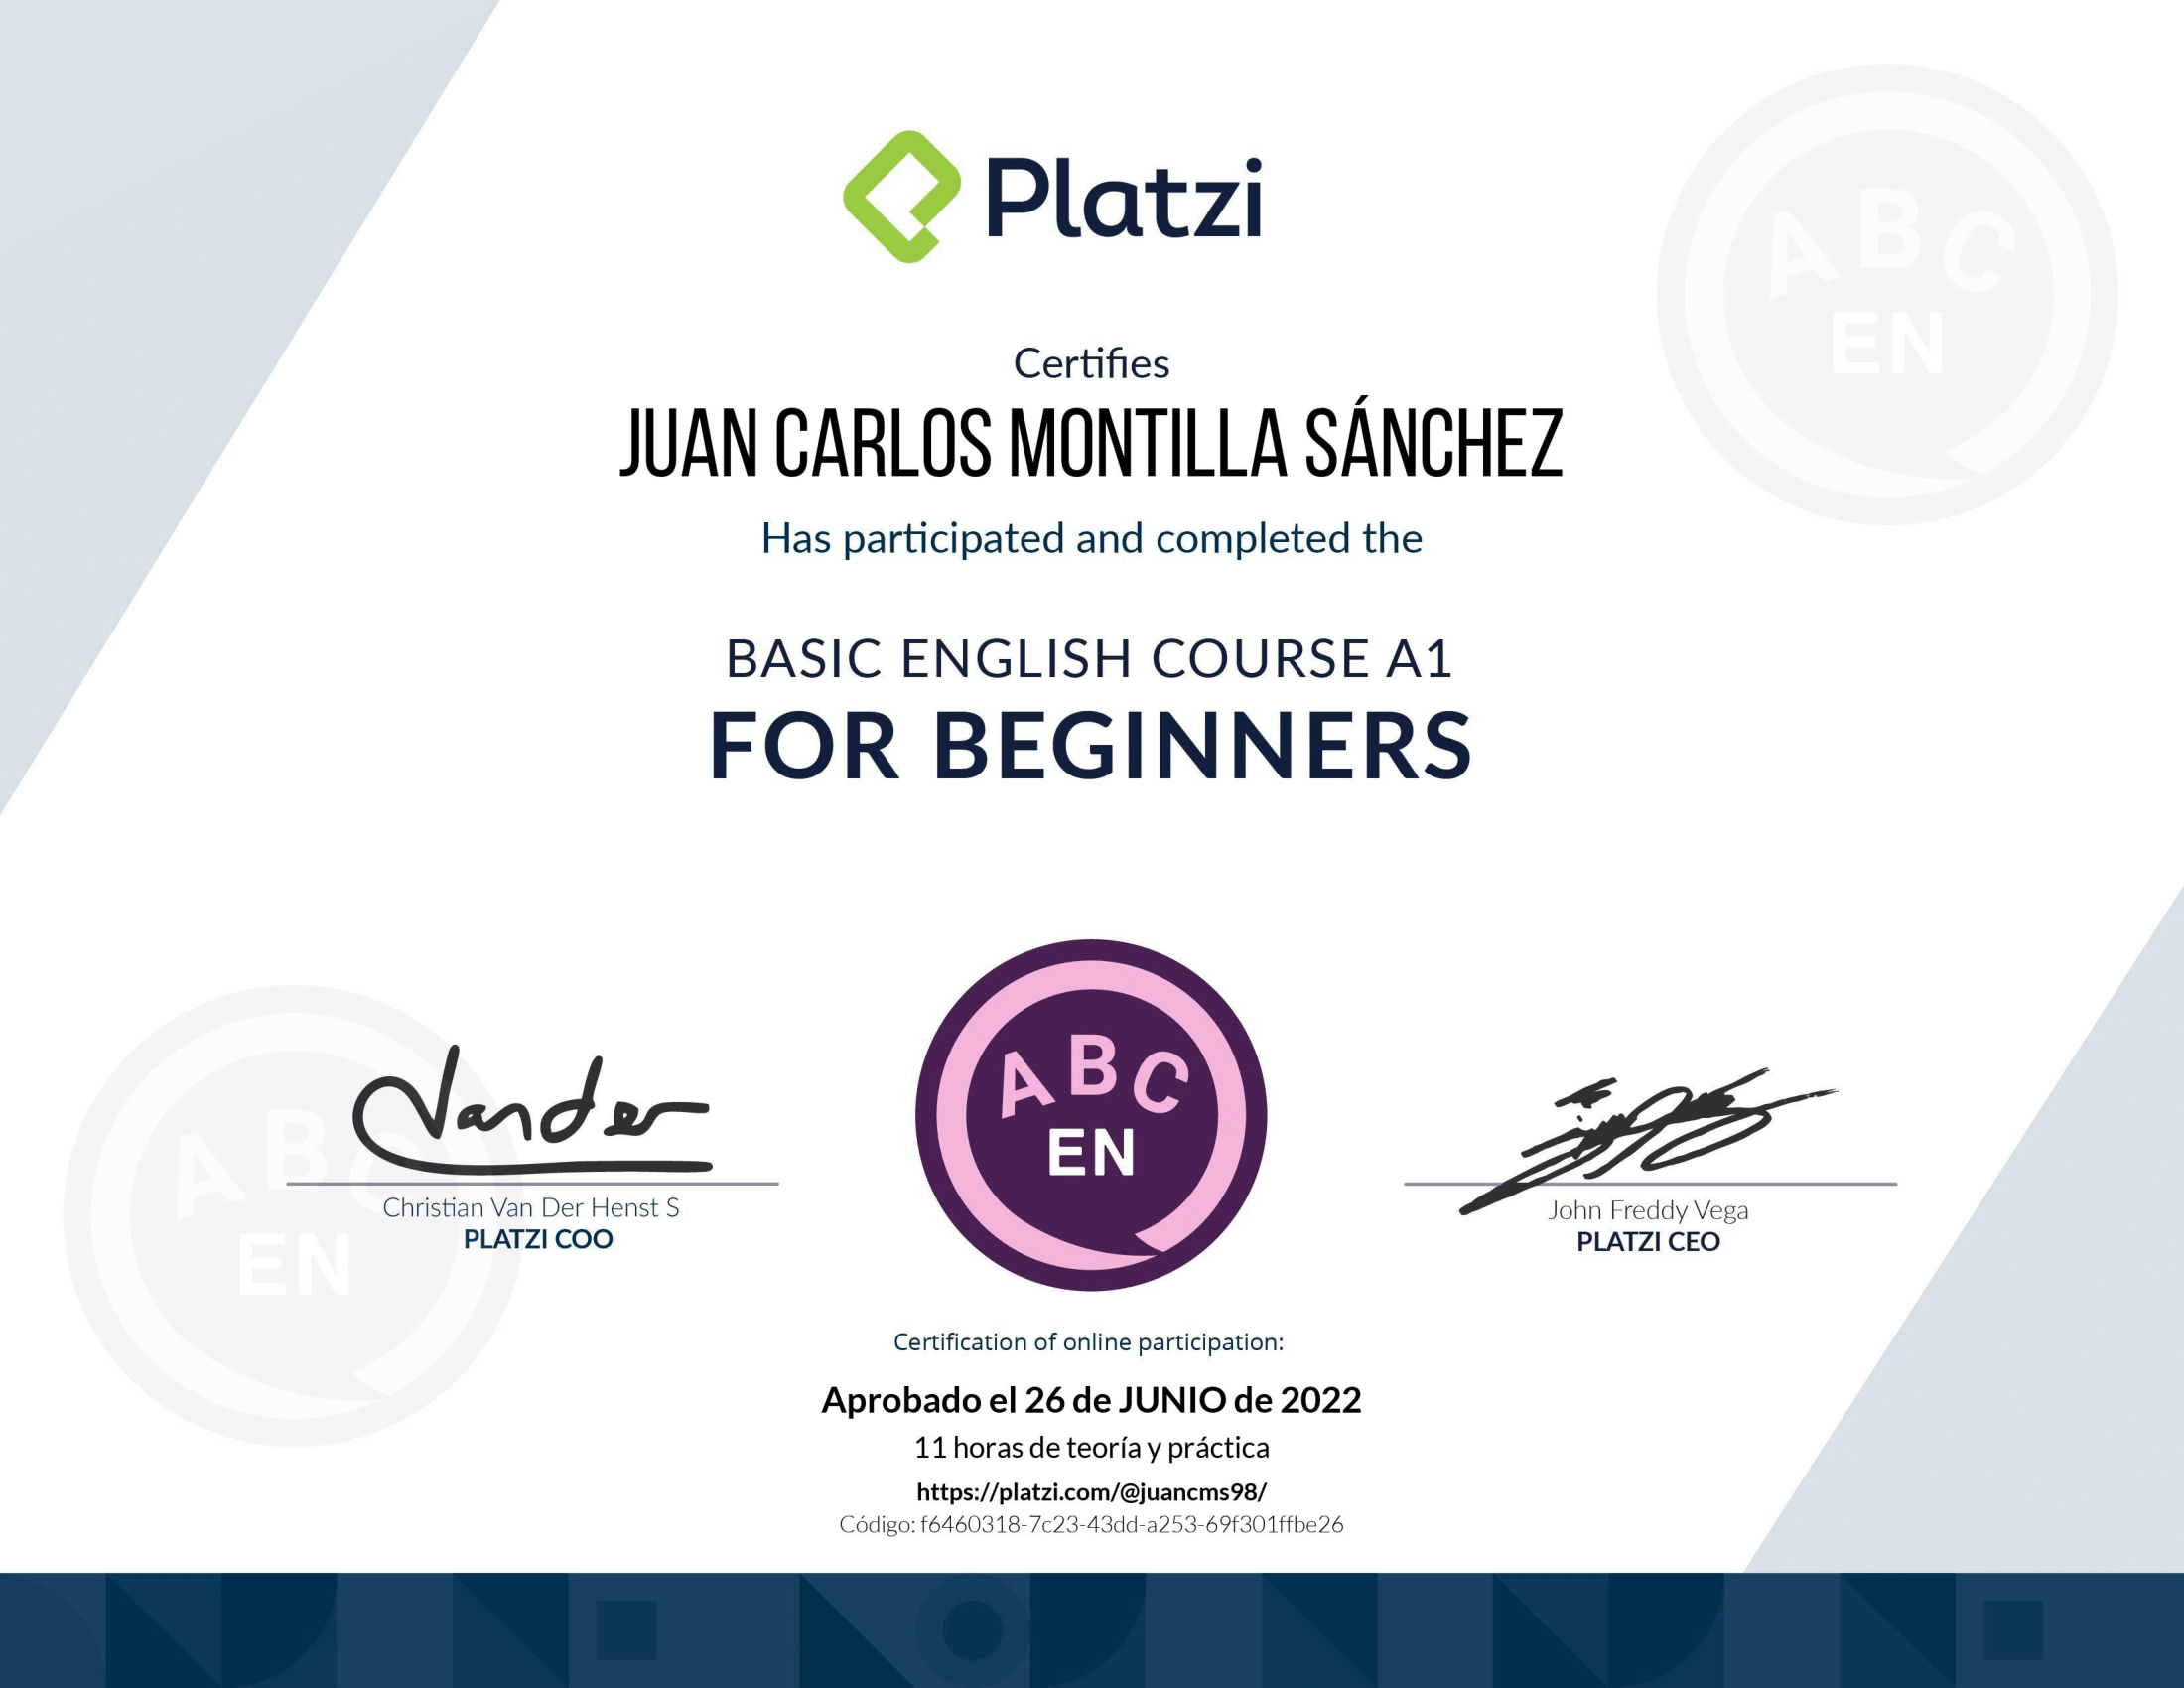 Platzi
Certifies
JUAN CARLOS MONTILLA SÁNCHEZ
Has participated and completed the
BASIC ENGLISH COURSE A1
FOR BEGINNERS
ABC
EN
ABC
EN
Vander
Christian Van Der Henst S
PLATZI COO
ABC
EN
John Freddy Vega
PLATZI CEO
Certification of online participation:
Aprobado el 26 de JUNIO de 2022
11 horas de teoría y práctica
https://platzi.com/@juancms98/
Código: f6460318-7c23-43dd-a253-69f301ffbe26